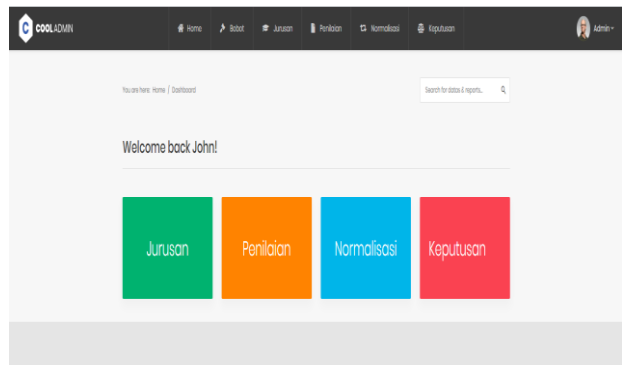 C COOLADMIN Home Bobot Jurusan Penilaian Normalisasi Keputusan Admin
You are here: Home / Dashboard Search for datas & reports...
Welcome back John!
Jurusan Penilaian Normalisasi Keputusan